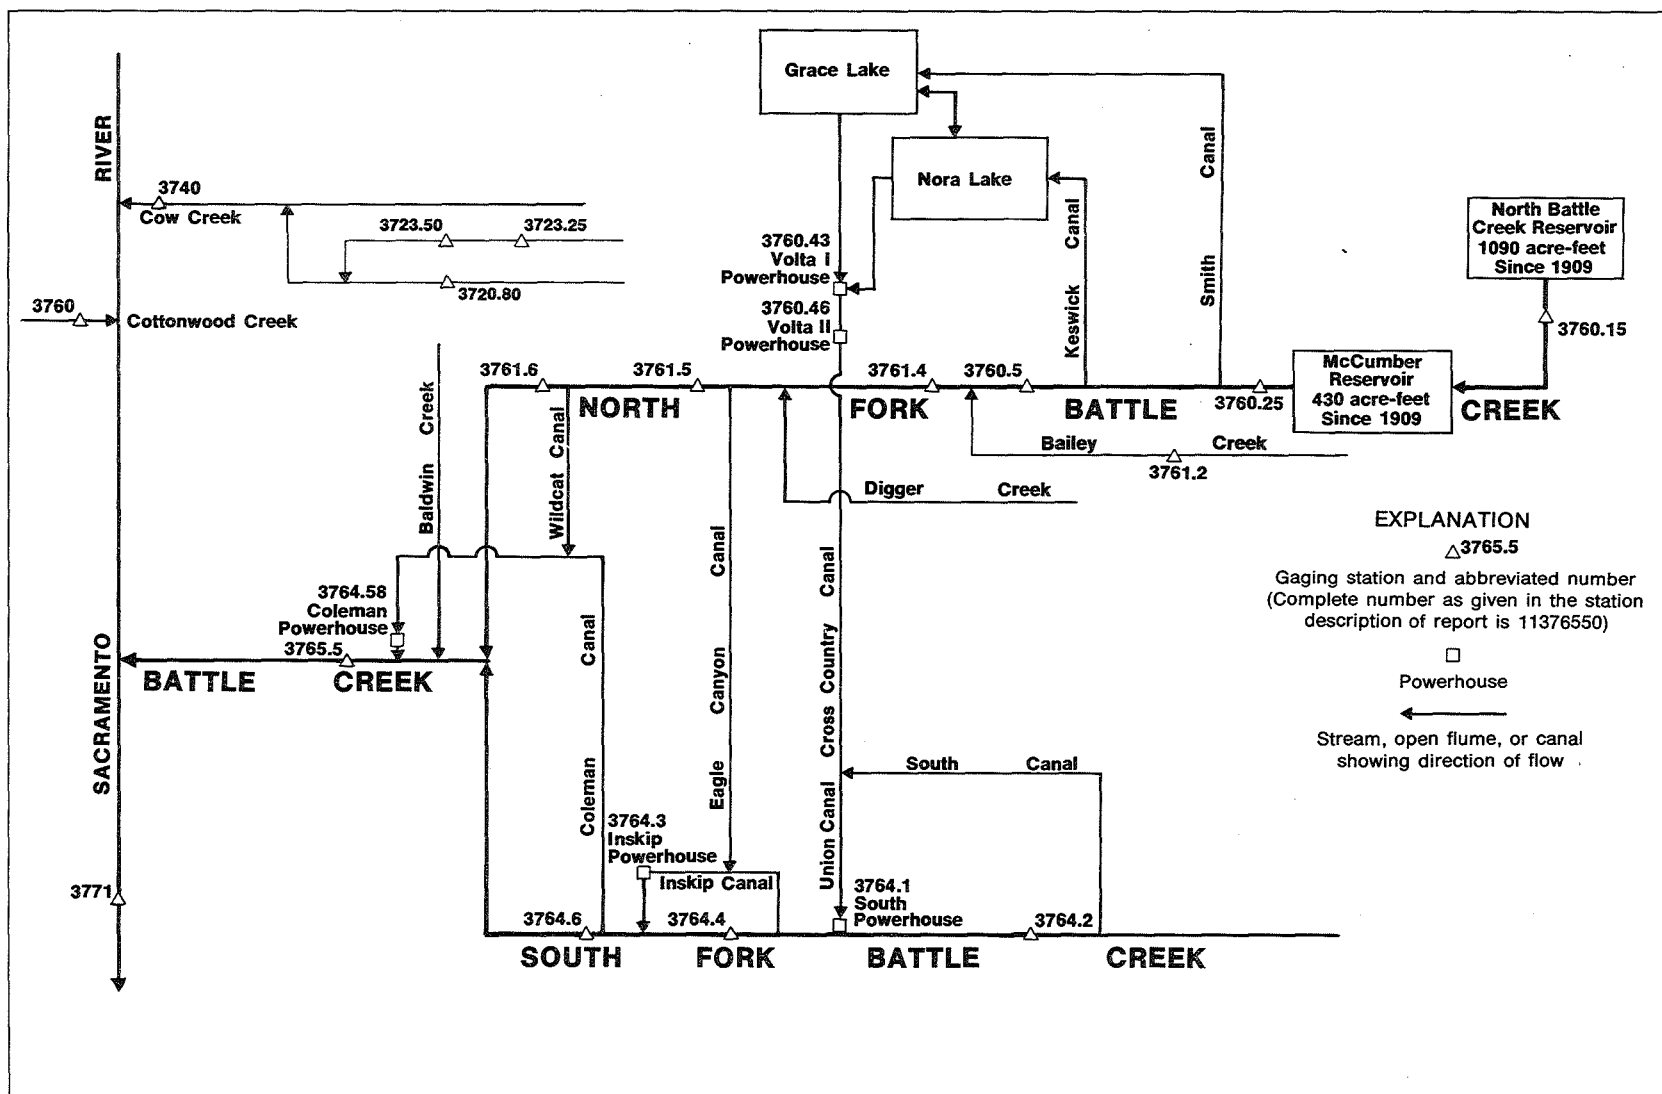 Grace Lake
Nora Lake
North Battle
Creek Reservoir
1090 acre-feet
Since 1909
3760.15
McCumber
Reservoir
430 acre-feet
Since 1909
RIVER
SACRAMENTO
3740
Cow Creek
3723.50
3723.25
3720.80
3760
Cottonwood Creek
3760.43
Volta I
Powerhouse
3760.46
Volta II
Powerhouse
Keswick Canal
Smith Canal
3761.6
3761.5
3761.4
3760.5
3760.25
NORTH FORK BATTLE CREEK
Baldwin Creek
Wildcat Canal
Bailey Creek
3761.2
Digger Creek
Eagle Canyon Canal
Union Canal Cross Country Canal
Coleman Canal
3764.58
Coleman
Powerhouse
3765.5
BATTLE CREEK
South Canal
3764.3
Inskip
Powerhouse
Inskip Canal
3764.1
South
Powerhouse
3771
3764.6
3764.4
3764.2
SOUTH FORK BATTLE CREEK
EXPLANATION
3765.5
Gaging station and abbreviated number
(Complete number as given in the station
description of report is 11376550)
Powerhouse
Stream, open flume, or canal
showing direction of flow